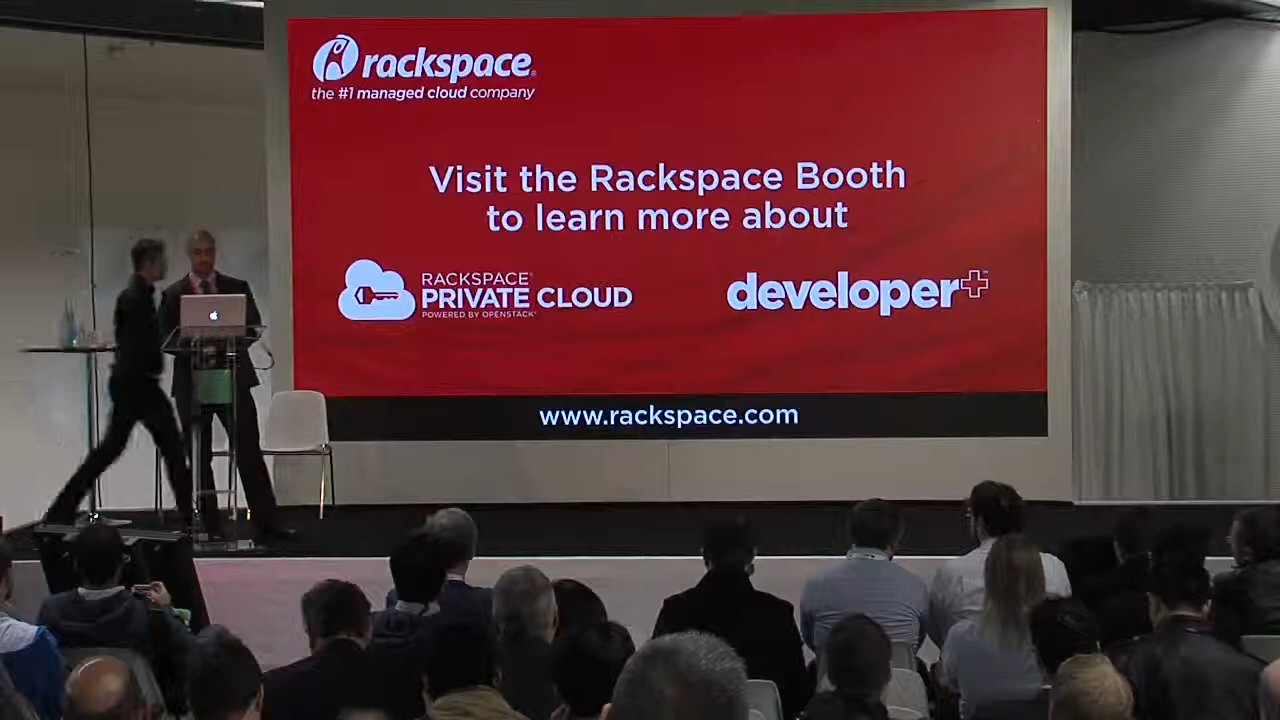 rackspace®
the #1 managed cloud company
Visit the Rackspace Booth
to learn more about
RACKSPACE®
PRIVATE CLOUD
POWERED BY OPENSTACK®
developer+™
www.rackspace.com